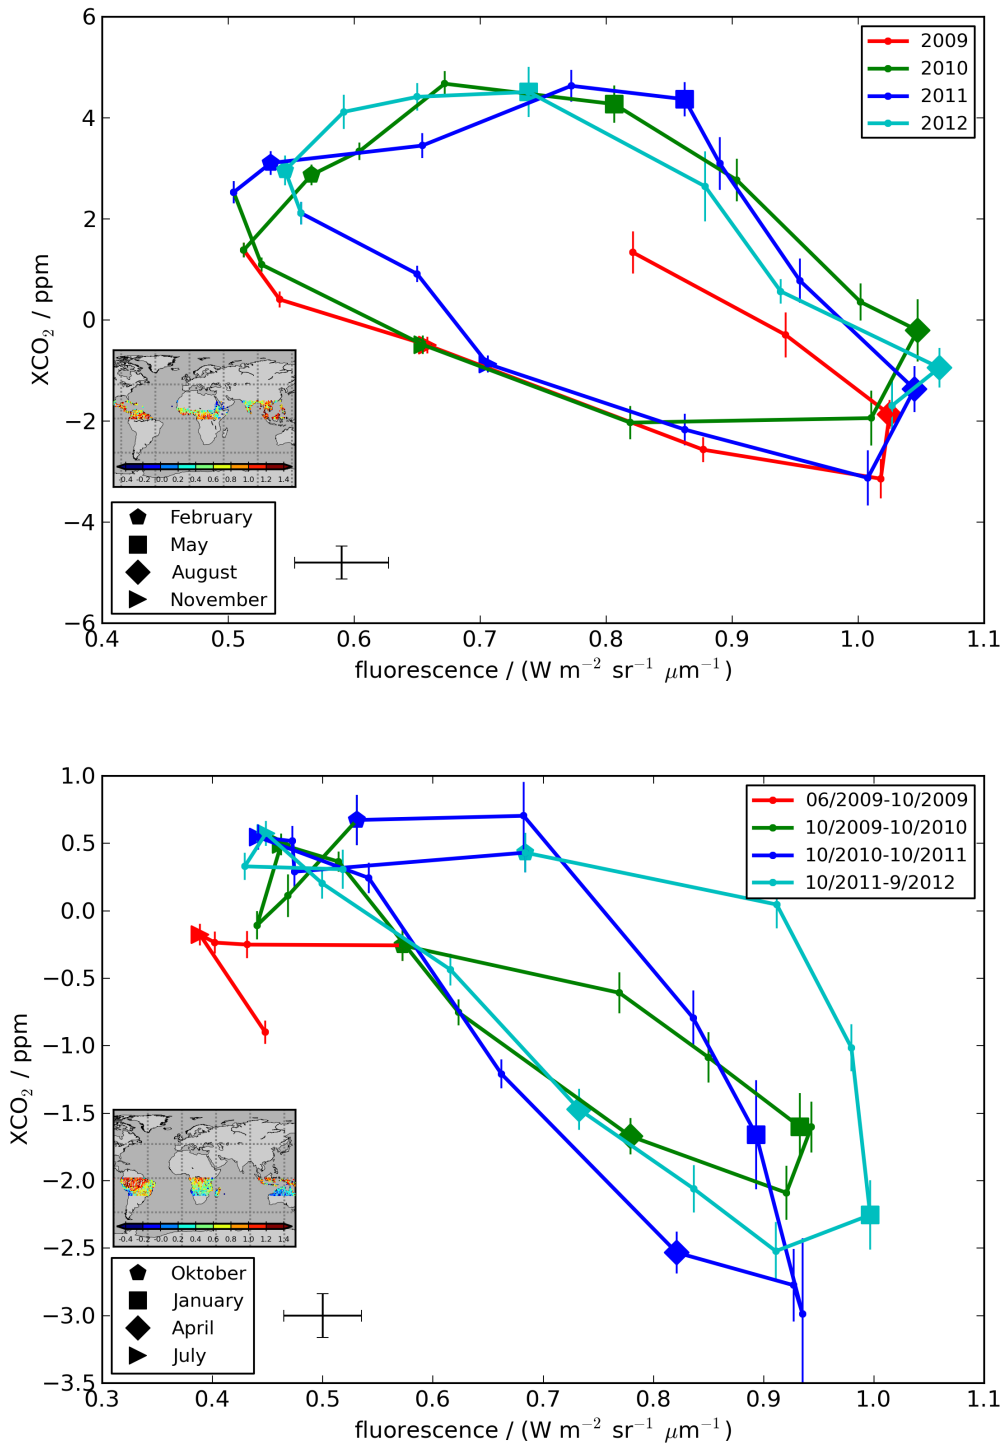 6
4
2
0
−2
−4
−6
XCO2 / ppm
2009
2010
2011
2012
-0.4 -0.2 0.0 0.2 0.4 0.6 0.8 1.0 1.2 1.4
February
May
August
November
0.4 0.5 0.6 0.7 0.8 0.9 1.0 1.1
fluorescence / (W m−2 sr−1 μm−1)
1.0
0.5
0.0
−0.5
−1.0
−1.5
−2.0
−2.5
−3.0
−3.5
XCO2 / ppm
06/2009-10/2009
10/2009-10/2010
10/2010-10/2011
10/2011-9/2012
-0.4 -0.2 0.0 0.2 0.4 0.6 0.8 1.0 1.2 1.4
Oktober
January
April
July
0.3 0.4 0.5 0.6 0.7 0.8 0.9 1.0 1.1
fluorescence / (W m−2 sr−1 μm−1)